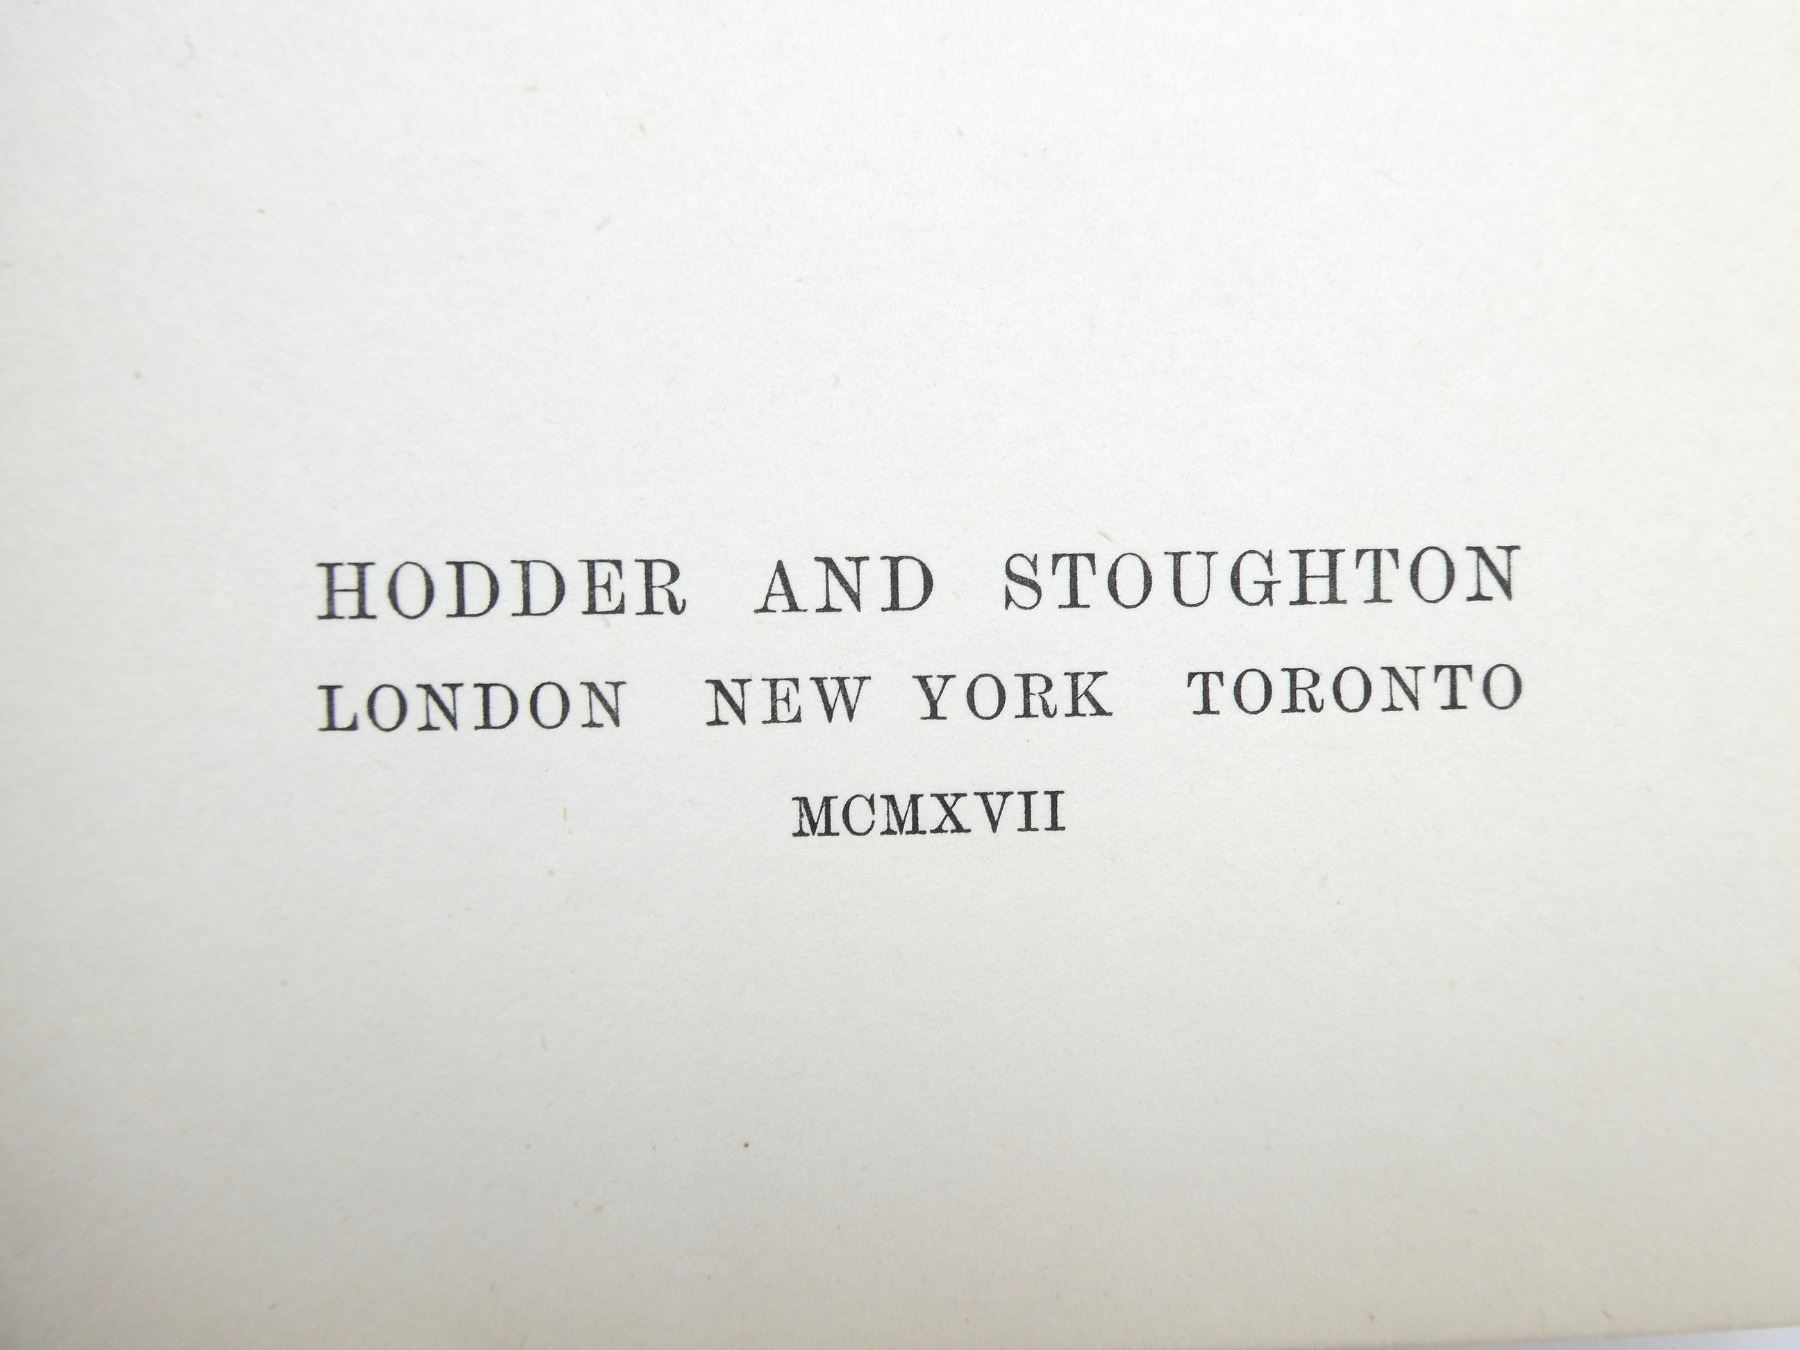 HODDER AND STOUGHTON
LONDON NEW YORK TORONTO
MCMXVII